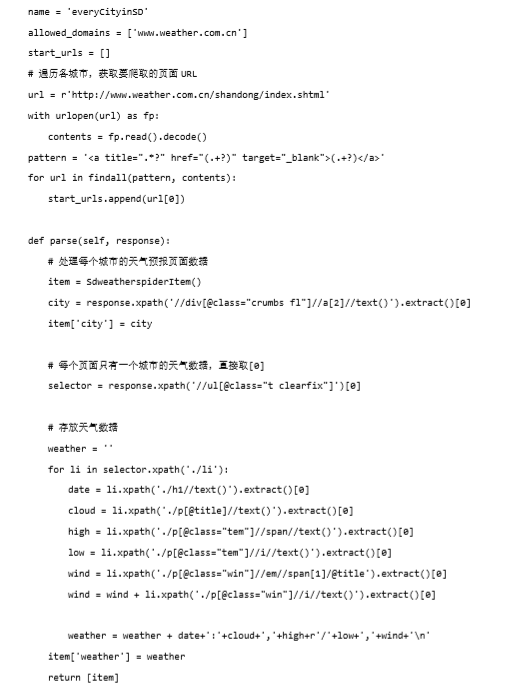 name = 'everyCityinSD'
allowed_domains = ['www.weather.com.cn']
start_urls = []
# 遍历各城市，获取要爬取的页面 URL
url = r'http://www.weather.com.cn/shandong/index.shtml'
with urlopen(url) as fp:
    contents = fp.read().decode()
pattern = '<a title=".*?" href="(.+?)" target="_blank">(.+?)</a>'
for url in findall(pattern, contents):
    start_urls.append(url[0])

def parse(self, response):
    # 处理每个城市的天气预报页面数据
    item = SdweatherspiderItem()
    city = response.xpath('//div[@class="crumbs fl"]//a[2]//text()').extract()[0]
    item['city'] = city

    # 每个页面只有一个城市的天气数据，直接取[0]
    selector = response.xpath('//ul[@class="t clearfix"]')[0]

    # 存放天气数据
    weather = ''
    for li in selector.xpath('./li'):
        date = li.xpath('./h1//text()').extract()[0]
        cloud = li.xpath('./p[@title]//text()').extract()[0]
        high = li.xpath('./p[@class="tem"]//span//text()').extract()[0]
        low = li.xpath('./p[@class="tem"]//i//text()').extract()[0]
        wind = li.xpath('./p[@class="win"]//em//span[1]/@title').extract()[0]
        wind = wind + li.xpath('./p[@class="win"]//i//text()').extract()[0]

        weather = weather + date+':'+cloud+','+high+r'/'+low+','+wind+'\n'
    item['weather'] = weather
    return [item]